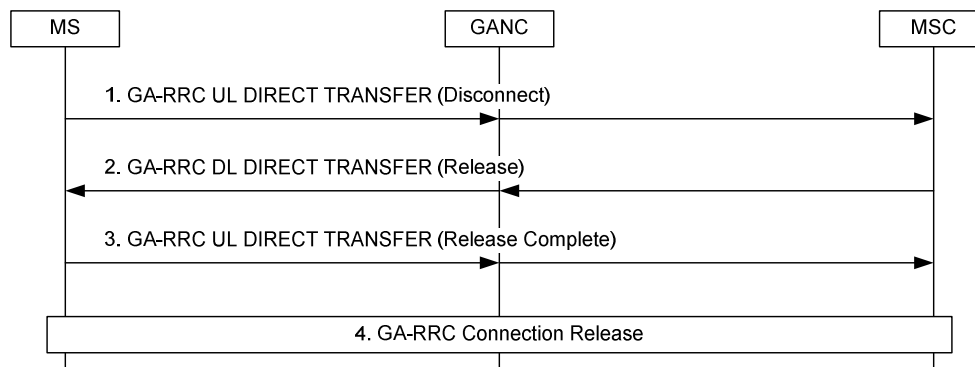 MS
GANC
MSC
1. GA-RRC UL DIRECT TRANSFER (Disconnect)
2. GA-RRC DL DIRECT TRANSFER (Release)
3. GA-RRC UL DIRECT TRANSFER (Release Complete)
4. GA-RRC Connection Release